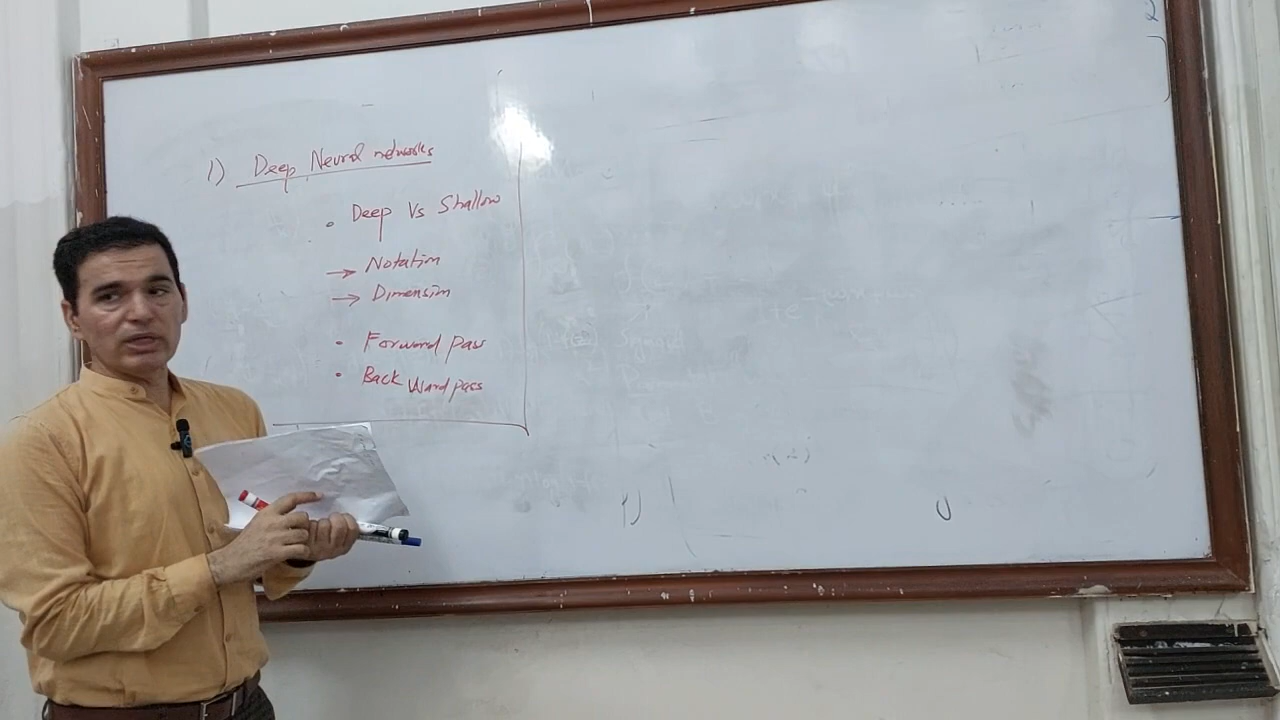 1) Deep Neural networks
• Deep Vs Shallow
→ Notation
→ Dimension
• Forward pass
• Back Ward pass